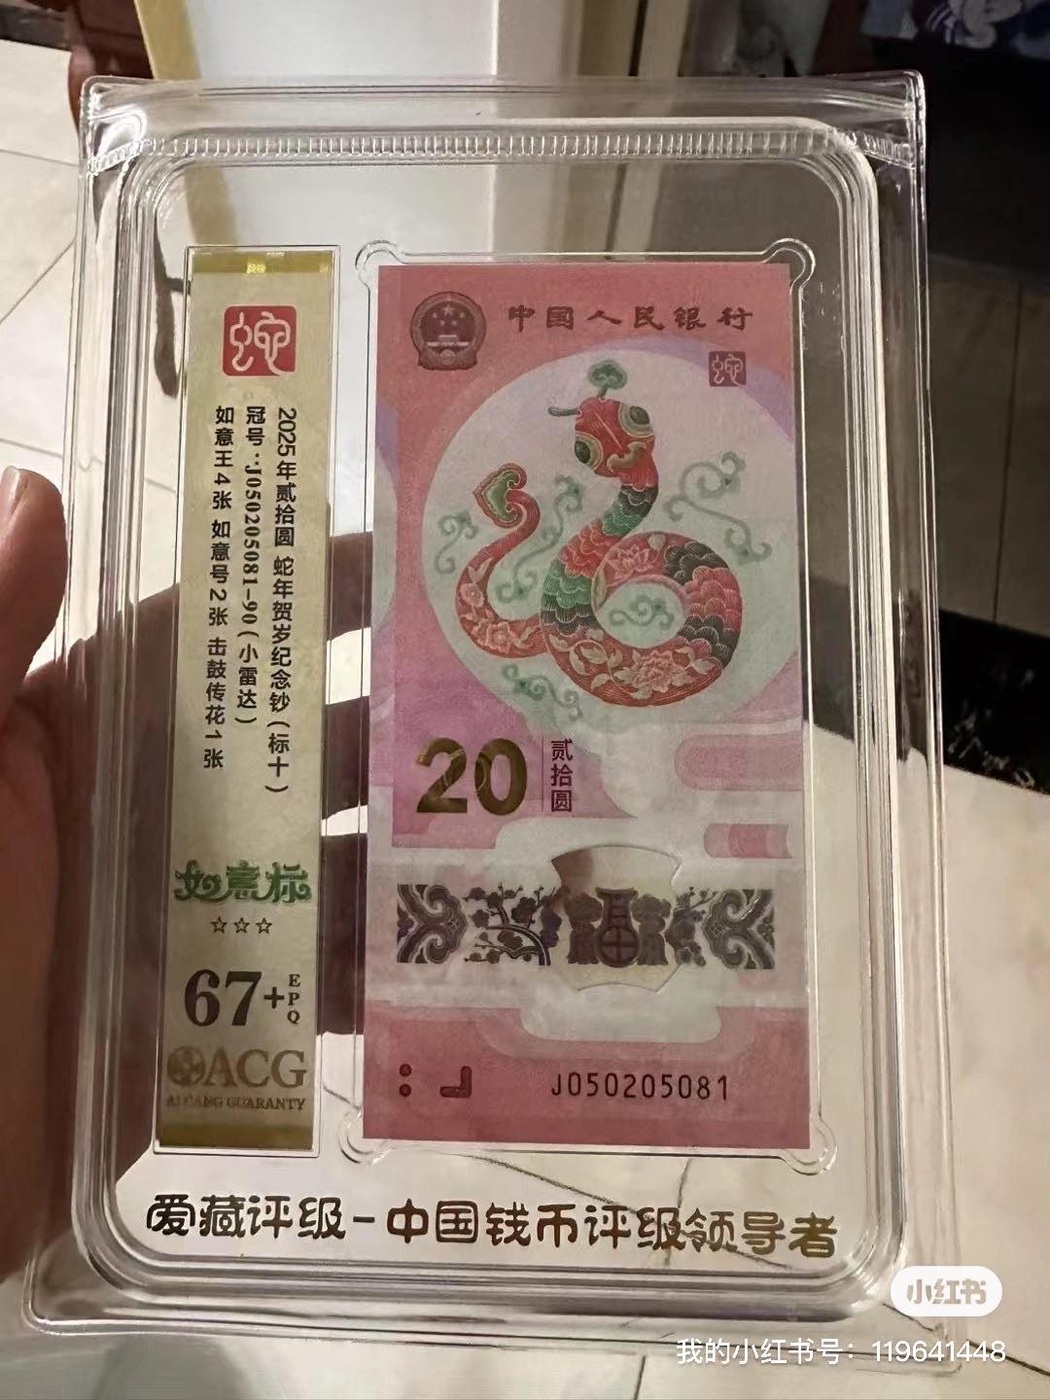 蛇
2025年贰拾圆 蛇年贺岁纪念钞(标十)
冠号:J050205081-90(小雷达)
如意王4张 如意号2张 击鼓传花1张
如意标
☆☆☆
67+EPQ
ACG
AI CANG GUARANTY
中国人民银行
蛇
20
贰拾圆
J050205081
爱藏评级-中国钱币评级领导者
小红书
我的小红书号:119641448